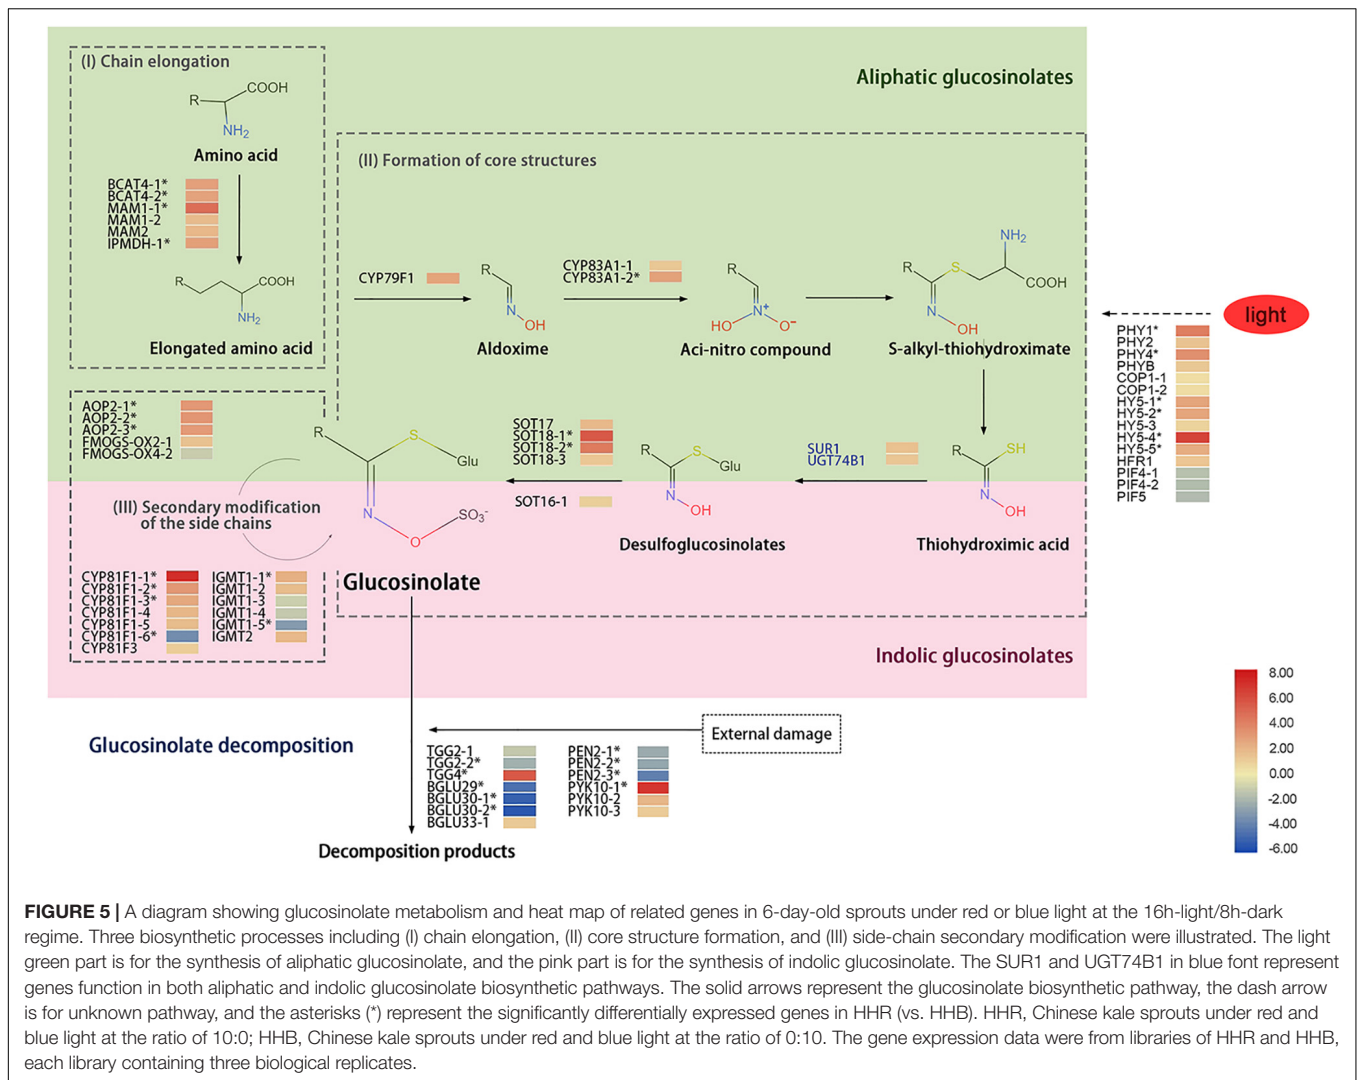 (I) Chain elongation
Aliphatic glucosinolates
R
COOH
NH2
Amino acid
BCAT4-1*
BCAT4-2*
MAM1-1*
MAM1-2
MAM2
IPMDH-1*
R
COOH
NH2
Elongated amino acid
(II) Formation of core structures
CYP79F1
R
N
OH
Aldoxime
CYP83A1-1
CYP83A1-2*
R
N+
HO
O-
Aci-nitro compound
NH2
R
S
COOH
N
OH
S-alkyl-thiohydroximate
light
PHY1*
PHY2
PHY4*
PHYB
COP1-1
COP1-2
HY5-1*
HY5-2*
HY5-3
HY5-4*
HY5-5*
HFR1
PIF4-1
PIF4-2
PIF5
AOP2-1*
AOP2-2*
AOP2-3*
FMOGS-OX2-1
FMOGS-OX4-2
(III) Secondary modification
of the side chains
R
S
Glu
N
O
SO3-
Glucosinolate
SOT17
SOT18-1*
SOT18-2*
SOT18-3
SOT16-1
R
S
Glu
N
OH
Desulfoglucosinolates
SUR1
UGT74B1
R
SH
N
OH
Thiohydroximic acid
CYP81F1-1*
CYP81F1-2*
CYP81F1-3*
CYP81F1-4
CYP81F1-5
CYP81F1-6*
CYP81F3
IGMT1-1*
IGMT1-2
IGMT1-3
IGMT1-4
IGMT1-5*
IGMT2
Indolic glucosinolates
Glucosinolate decomposition
External damage
TGG2-1
TGG2-2*
TGG4*
BGLU29*
BGLU30-1*
BGLU30-2*
BGLU33-1
PEN2-1*
PEN2-2*
PEN2-3*
PYK10-1*
PYK10-2
PYK10-3
Decomposition products
8.00
6.00
4.00
2.00
0.00
-2.00
-4.00
-6.00
FIGURE 5 | A diagram showing glucosinolate metabolism and heat map of related genes in 6-day-old sprouts under red or blue light at the 16h-light/8h-dark
regime. Three biosynthetic processes including (I) chain elongation, (II) core structure formation, and (III) side-chain secondary modification were illustrated. The light
green part is for the synthesis of aliphatic glucosinolate, and the pink part is for the synthesis of indolic glucosinolate. The SUR1 and UGT74B1 in blue font represent
genes function in both aliphatic and indolic glucosinolate biosynthetic pathways. The solid arrows represent the glucosinolate biosynthetic pathway, the dash arrow
is for unknown pathway, and the asterisks (*) represent the significantly differentially expressed genes in HHR (vs. HHB). HHR, Chinese kale sprouts under red and
blue light at the ratio of 10:0; HHB, Chinese kale sprouts under red and blue light at the ratio of 0:10. The gene expression data were from libraries of HHR and HHB,
each library containing three biological replicates.